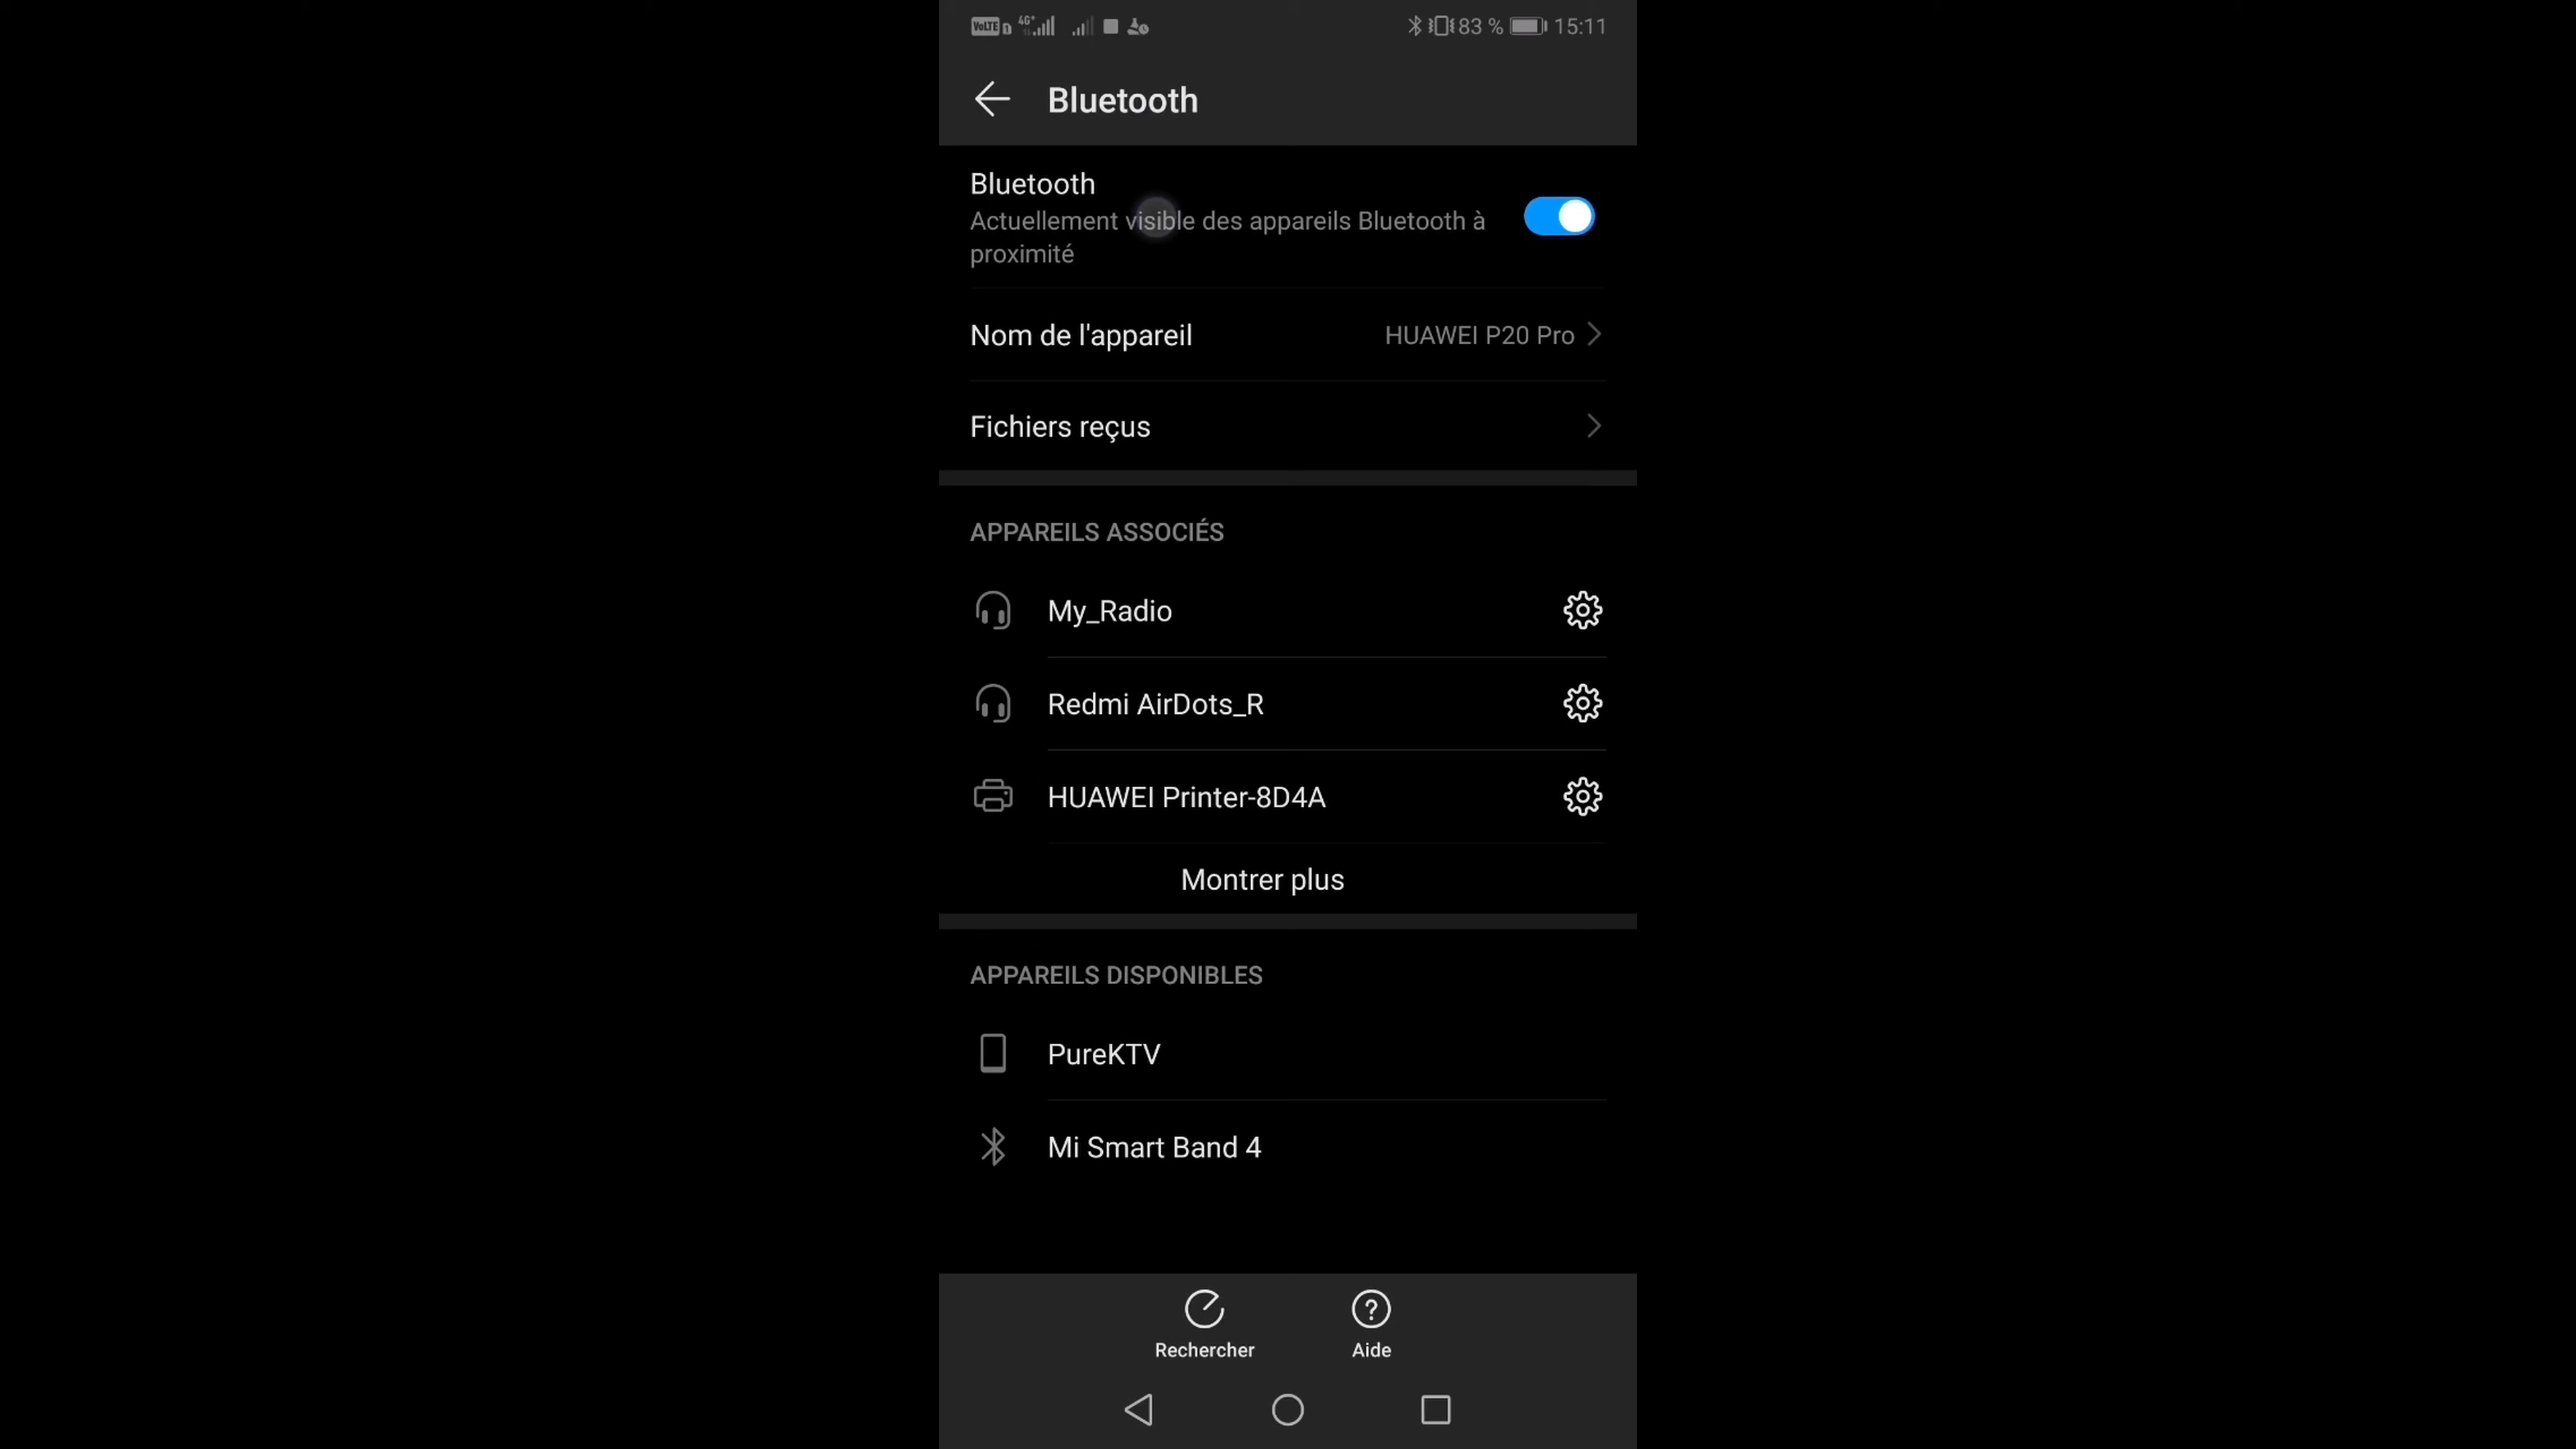 VoLTE 4G+ 83 % 15:11
Bluetooth
Bluetooth
Actuellement visible des appareils Bluetooth à
proximité
Nom de l'appareil HUAWEI P20 Pro
Fichiers reçus
APPAREILS ASSOCIÉS
My_Radio
Redmi AirDots_R
HUAWEI Printer-8D4A
Montrer plus
APPAREILS DISPONIBLES
PureKTV
Mi Smart Band 4
Rechercher Aide